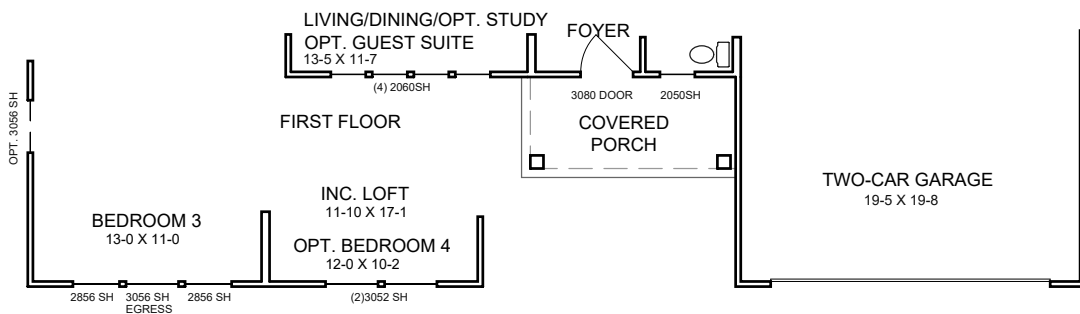 LIVING/DINING/OPT. STUDY
OPT. GUEST SUITE
13-5 X 11-7
(4) 2060SH
FOYER
3080 DOOR
2050SH
COVERED
PORCH
FIRST FLOOR
OPT. 3056 SH
INC. LOFT
11-10 X 17-1
BEDROOM 3
13-0 X 11-0
OPT. BEDROOM 4
12-0 X 10-2
TWO-CAR GARAGE
19-5 X 19-8
2856 SH
3056 SH
EGRESS
2856 SH
(2)3052 SH